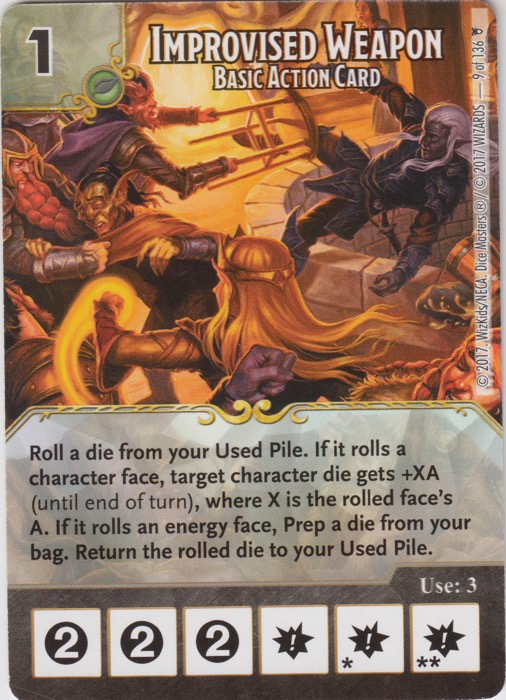 1
IMPROVISED WEAPON
BASIC ACTION CARD
© 2017. WizKids/NECA. Dice Masters ® / © 2017 WIZARDS — 9 of 136
Roll a die from your Used Pile. If it rolls a
character face, target character die gets +XA
(until end of turn), where X is the rolled face's
A. If it rolls an energy face, Prep a die from your
bag. Return the rolled die to your Used Pile.
Use: 3
2 2 2 ! ! !
* **